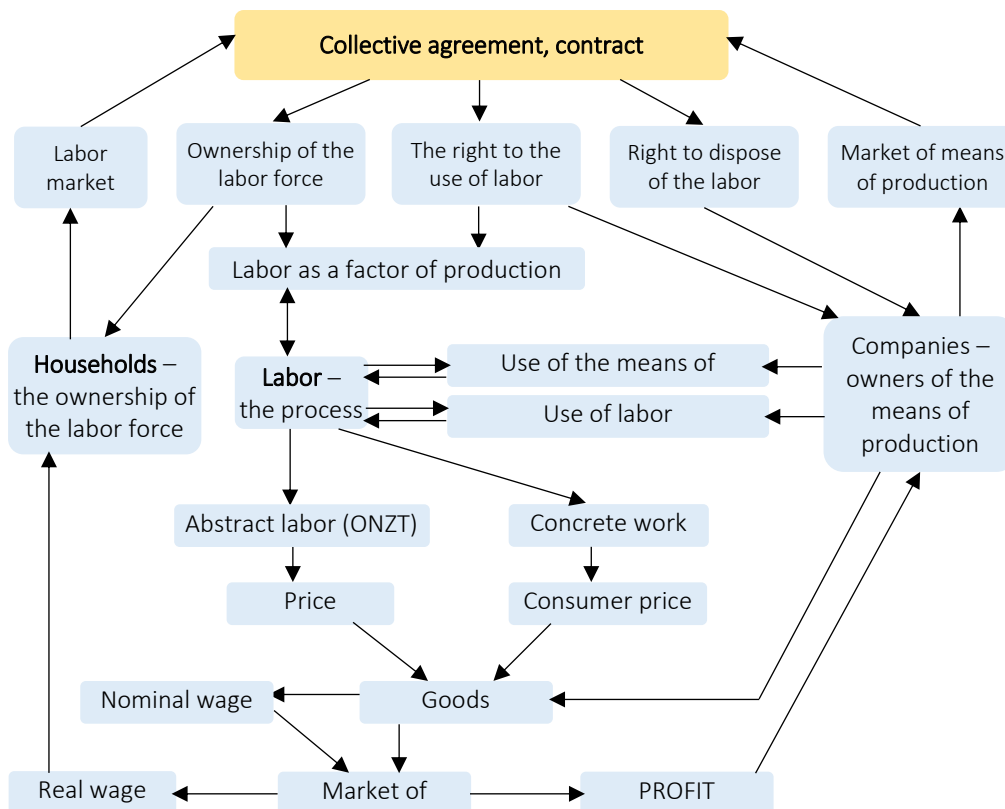 Collective agreement, contract
Labor
market
Ownership of the
labor force
The right to the
use of labor
Right to dispose
of the labor
Market of means
of production
Labor as a factor of production
Households –
the ownership of
the labor force
Labor –
the process
Use of the means of
Use of labor
Companies –
owners of the
means of
production
Abstract labor (ONZT)
Concrete work
Price
Consumer price
Nominal wage
Goods
Real wage
Market of
PROFIT